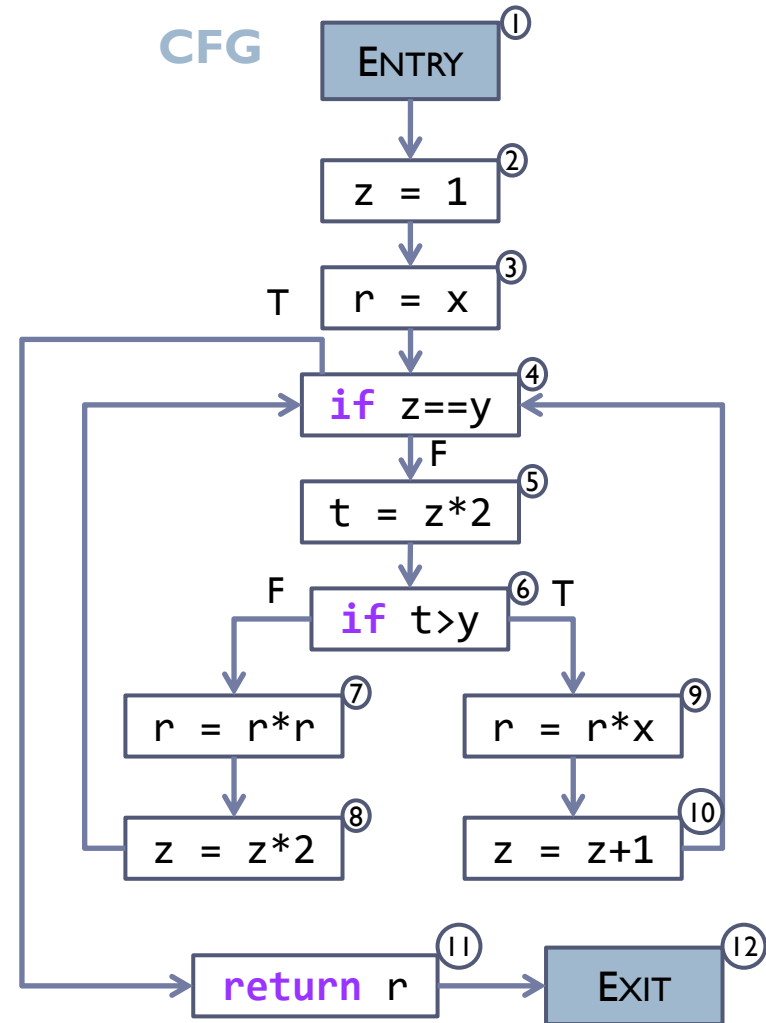 CFG
ENTRY
1
z = 1
2
r = x
3
T
if z==y
4
F
t = z*2
5
if t>y
6
F
T
r = r*r
7
r = r*x
9
z = z*2
8
z = z+1
10
return r
11
EXIT
12